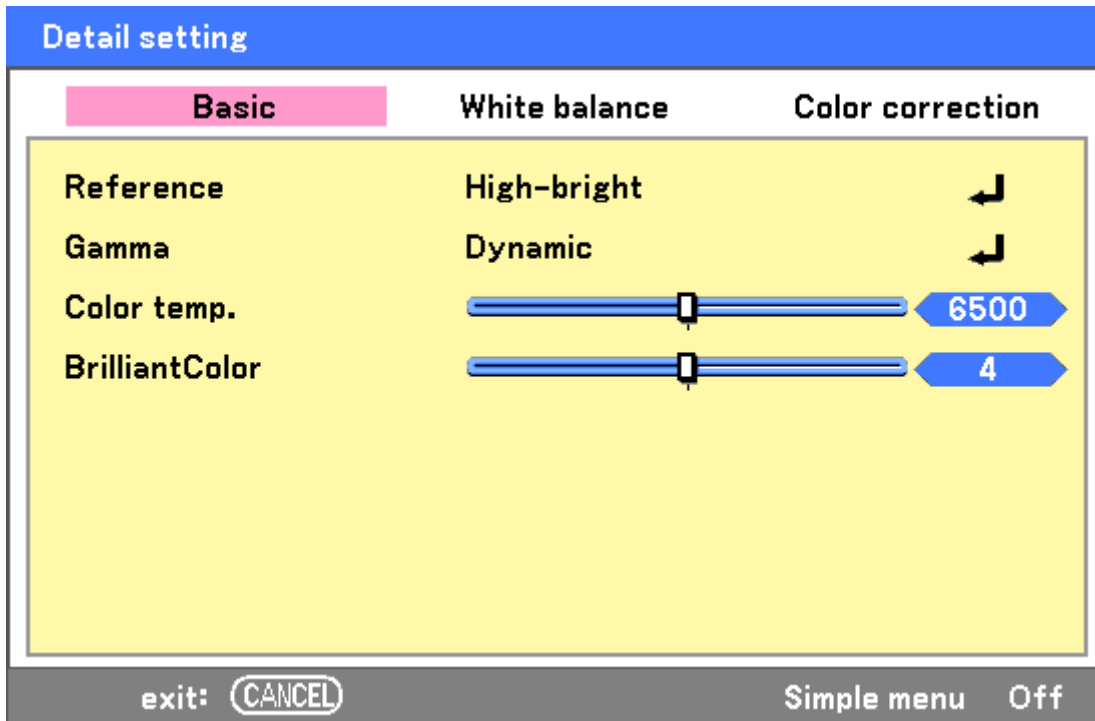 Detail setting
Basic White balance Color correction
Reference High-bright
Gamma Dynamic
Color temp. 6500
BrilliantColor 4
exit: CANCEL Simple menu Off